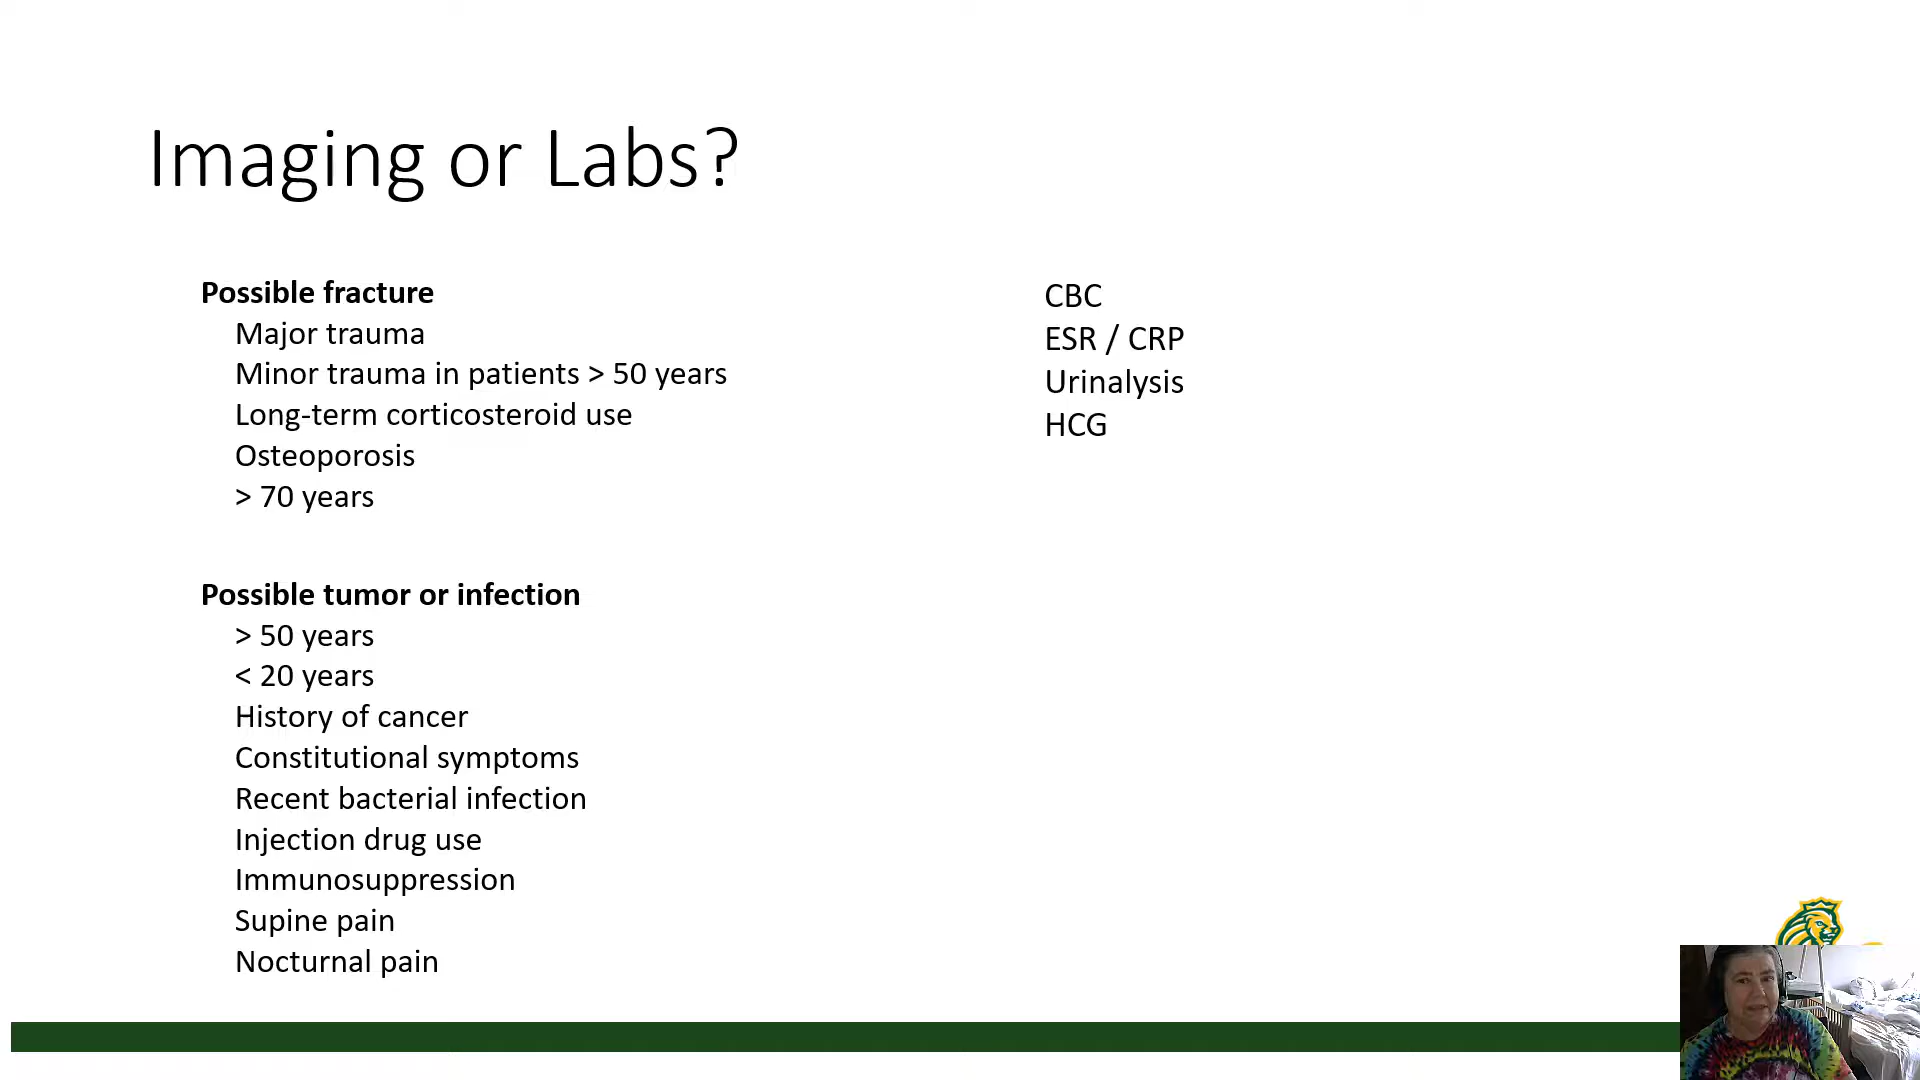 Imaging or Labs?
Possible fracture
Major trauma
Minor trauma in patients > 50 years
Long-term corticosteroid use
Osteoporosis
> 70 years
Possible tumor or infection
> 50 years
< 20 years
History of cancer
Constitutional symptoms
Recent bacterial infection
Injection drug use
Immunosuppression
Supine pain
Nocturnal pain
CBC
ESR / CRP
Urinalysis
HCG